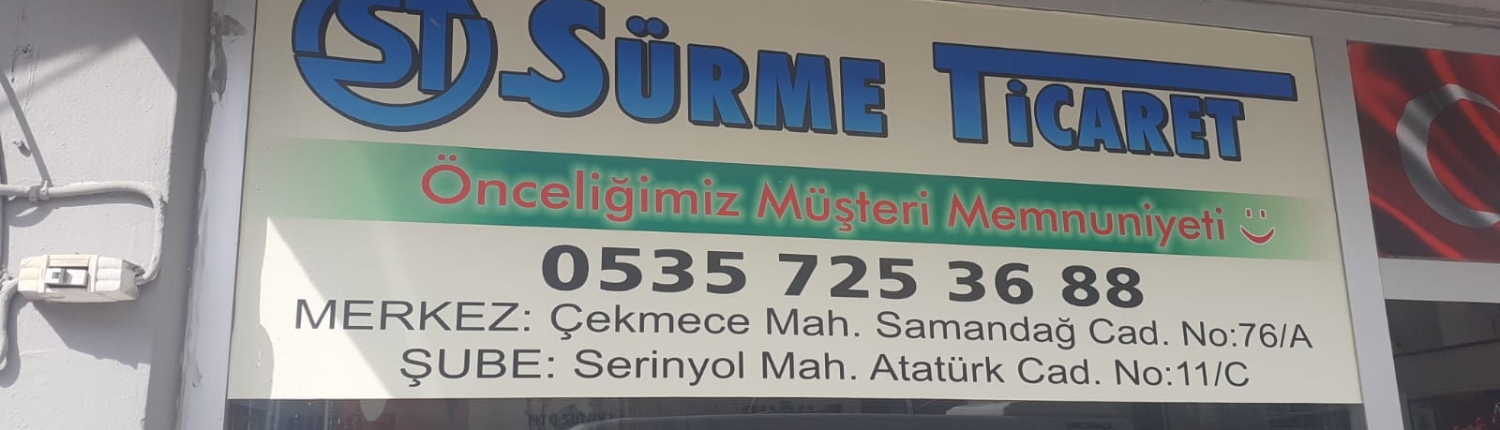 ST SÜRME TİCARET
Önceliğimiz Müşteri Memnuniyeti
0535 725 36 88
MERKEZ: Çekmece Mah. Samandağ Cad. No:76/A
ŞUBE: Serinyol Mah. Atatürk Cad. No:11/C